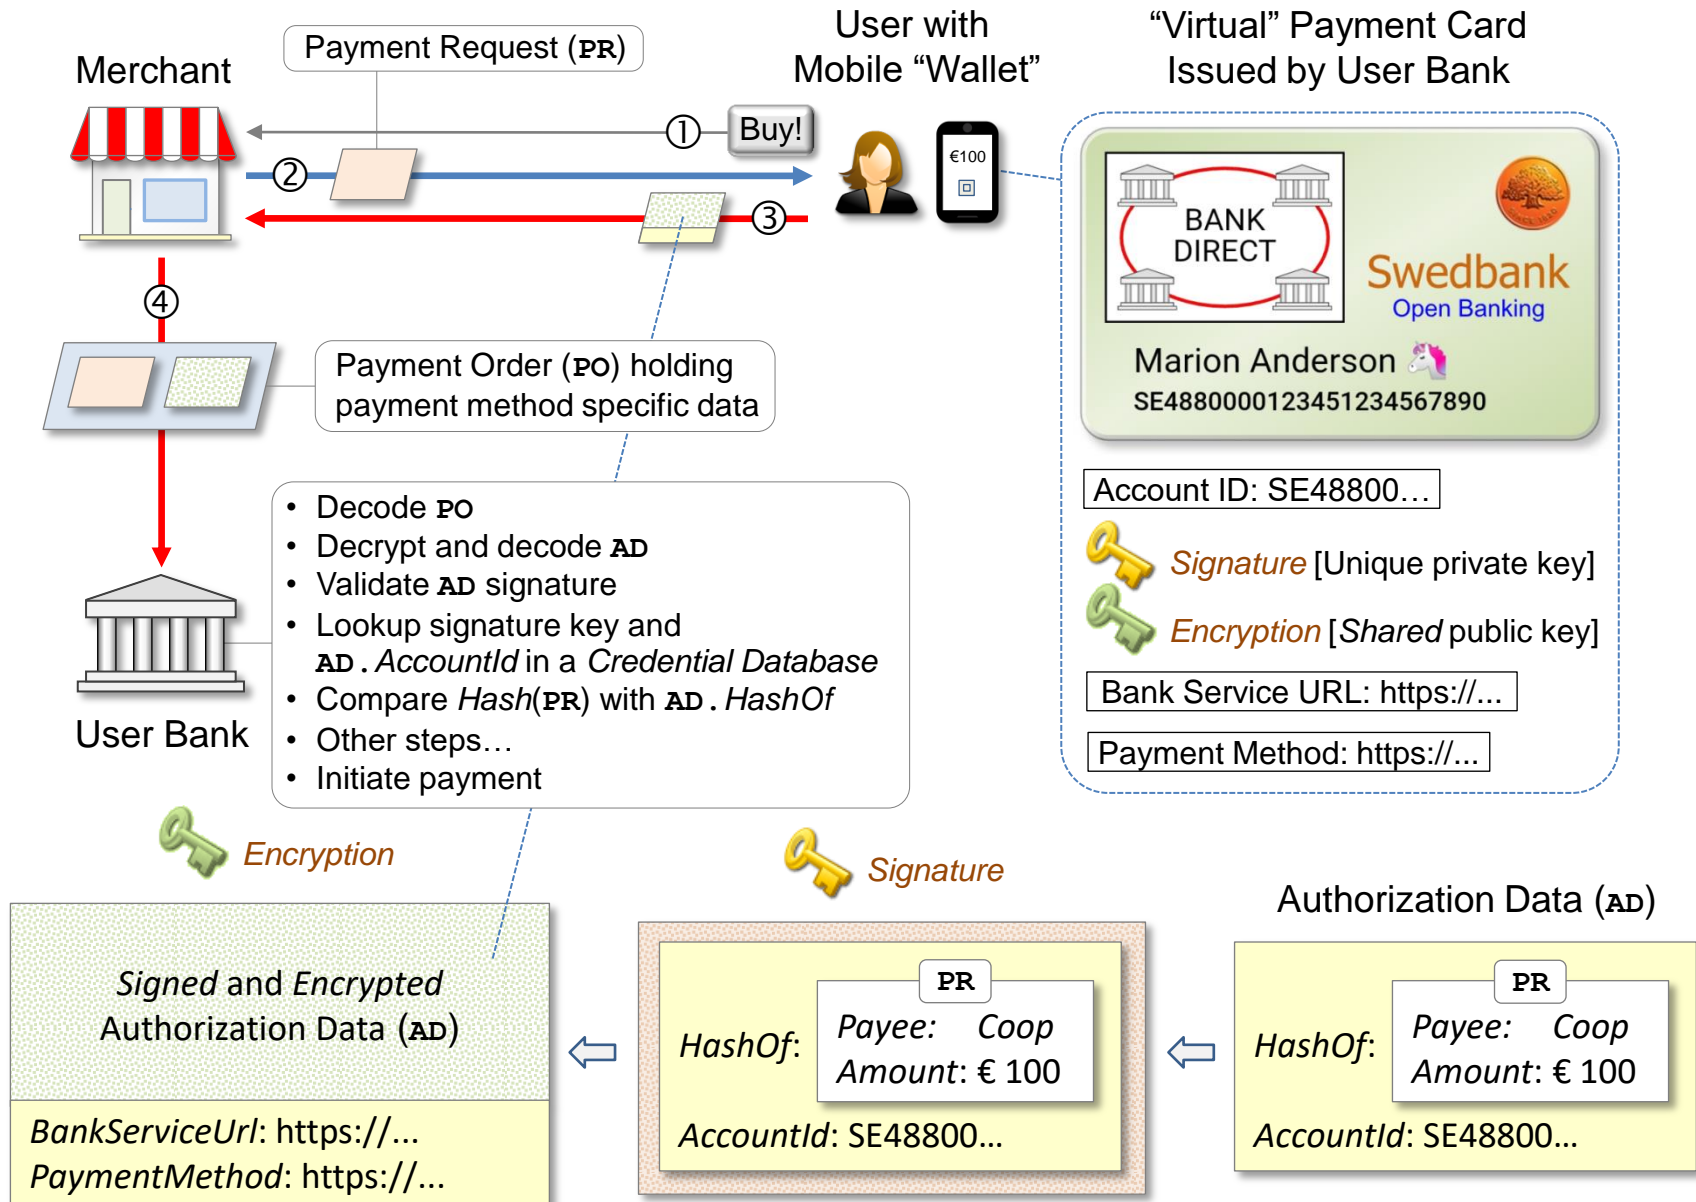 Payment Request (PR)
Merchant
User with
Mobile “Wallet”
“Virtual” Payment Card
Issued by User Bank
①
Buy!
②
③
④
€100
BANK
DIRECT
SINCE 1820
Swedbank
Open Banking
Marion Anderson
SE4880000123451234567890
Payment Order (PO) holding
payment method specific data
Account ID: SE48800…
Signature [Unique private key]
Encryption [Shared public key]
Bank Service URL: https://...
Payment Method: https://...
• Decode PO
• Decrypt and decode AD
• Validate AD signature
• Lookup signature key and
AD.AccountId in a Credential Database
• Compare Hash(PR) with AD.HashOf
• Other steps…
• Initiate payment
User Bank
Encryption
Signature
Authorization Data (AD)
Signed and Encrypted
Authorization Data (AD)
BankServiceUrl: https://...
PaymentMethod: https://...
PR
HashOf:
Payee: Coop
Amount: € 100
AccountId: SE48800…
PR
HashOf:
Payee: Coop
Amount: € 100
AccountId: SE48800…